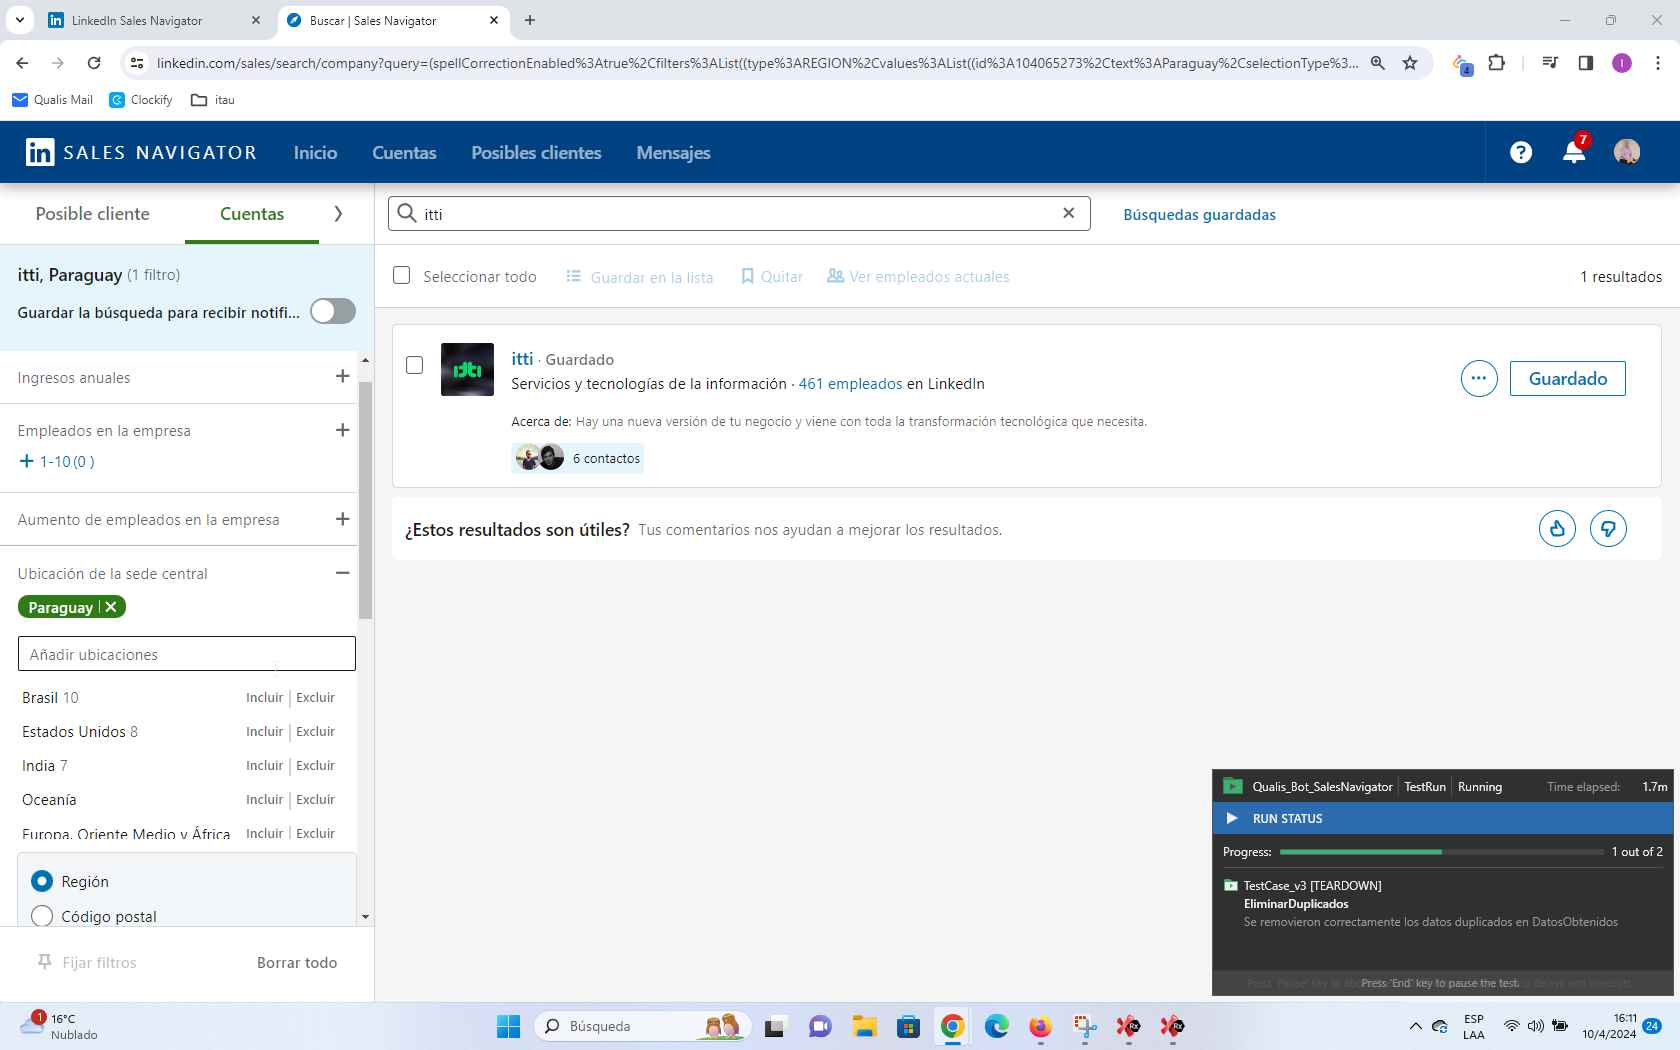 LinkedIn Sales Navigator
Buscar | Sales Navigator
linkedin.com/sales/search/company?query=(spellCorrectionEnabled%3Atrue%2Cfilters%3AList((type%3AREGION%2Cvalues%3AList((id%3A104065273%2Ctext%3AParaguay%2CselectionType%3...
4
I
Qualis Mail
Clockify
itau
in SALES NAVIGATOR
Inicio
Cuentas
Posibles clientes
Mensajes
?
7
Posible cliente
Cuentas
itti
Búsquedas guardadas
itti, Paraguay (1 filtro)
Guardar la búsqueda para recibir notifi...
Seleccionar todo
Guardar en la lista
Quitar
Ver empleados actuales
1 resultados
Ingresos anuales
Empleados en la empresa
1-10 (0 )
Aumento de empleados en la empresa
Ubicación de la sede central
Paraguay
Añadir ubicaciones
Brasil 10 Incluir | Excluir
Estados Unidos 8 Incluir | Excluir
India 7 Incluir | Excluir
Oceanía Incluir | Excluir
Europa, Oriente Medio y África Incluir | Excluir
Región
Código postal
Fijar filtros
Borrar todo
itti
itti · Guardado
Servicios y tecnologías de la información · 461 empleados en LinkedIn
Acerca de: Hay una nueva versión de tu negocio y viene con toda la transformación tecnológica que necesita.
6 contactos
Guardado
¿Estos resultados son útiles? Tus comentarios nos ayudan a mejorar los resultados.
Qualis_Bot_SalesNavigator | TestRun | Running
Time elapsed: 1.7m
RUN STATUS
Progress: 1 out of 2
TestCase_v3 [TEARDOWN]
EliminarDuplicados
Se removieron correctamente los datos duplicados en DatosObtenidos
Press 'End' key to pause the test
1
16°C
Nublado
Búsqueda
Rx
Rx
ESP
LAA
16:11
10/4/2024
24